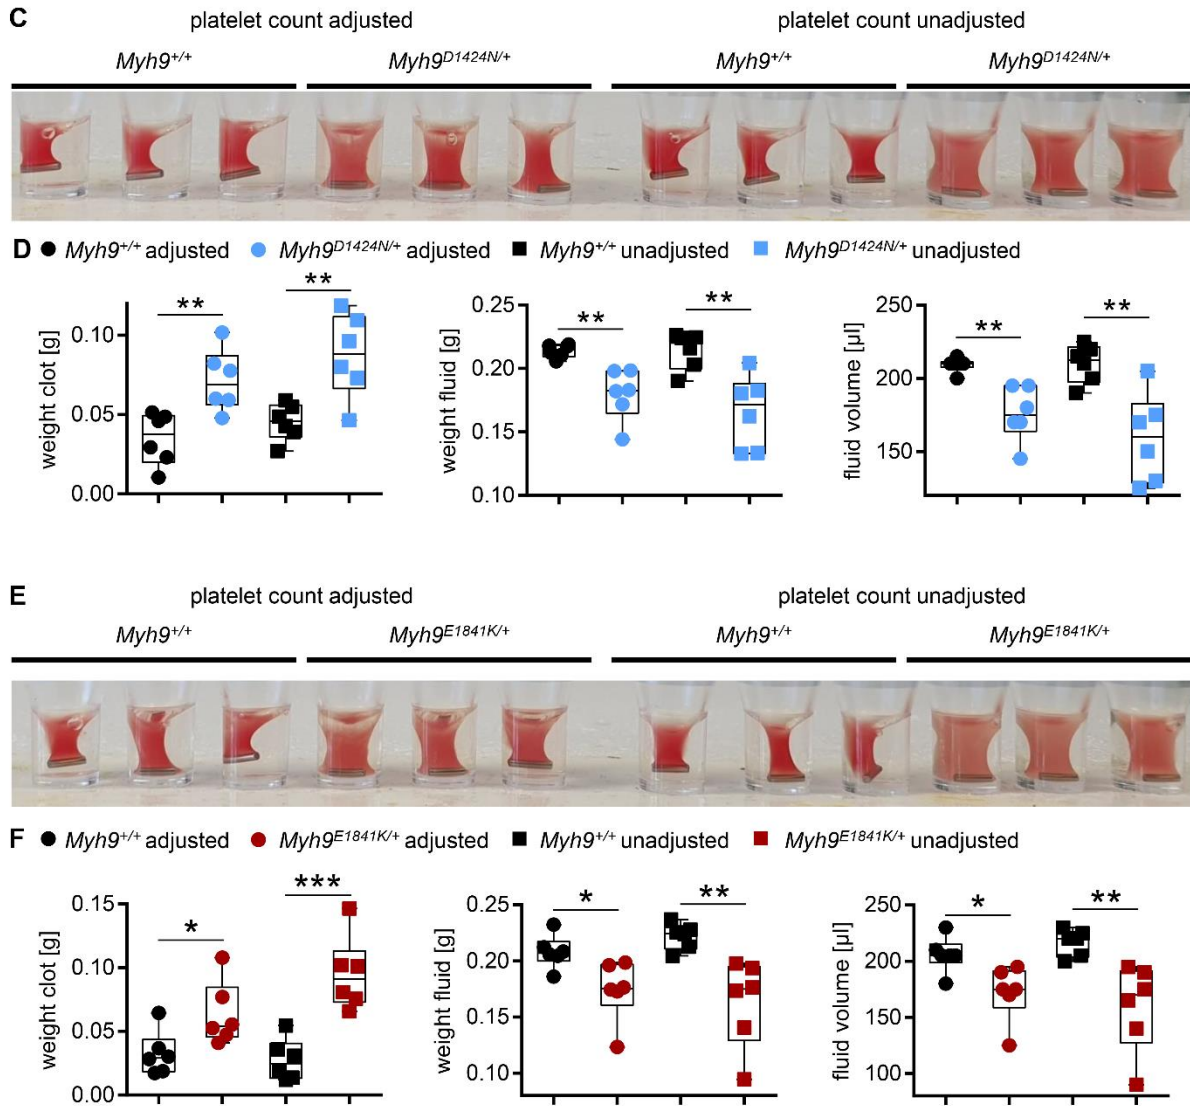 C
platelet count adjusted platelet count unadjusted
Myh9+/+ Myh9D1424N/+ Myh9+/+ Myh9D1424N/+
D Myh9+/+ adjusted Myh9D1424N/+ adjusted Myh9+/+ unadjusted Myh9D1424N/+ unadjusted
weight clot [g]
0.10
0.05
0.00
** **
weight fluid [g]
0.25
0.20
0.15
0.10
** **
fluid volume [µl]
250
200
150
** **
E
platelet count adjusted platelet count unadjusted
Myh9+/+ Myh9E1841K/+ Myh9+/+ Myh9E1841K/+
F Myh9+/+ adjusted Myh9E1841K/+ adjusted Myh9+/+ unadjusted Myh9E1841K/+ unadjusted
weight clot [g]
0.15
0.10
0.05
0.00
* ***
weight fluid [g]
0.25
0.20
0.15
0.10
* **
fluid volume [µl]
250
200
150
100
* **